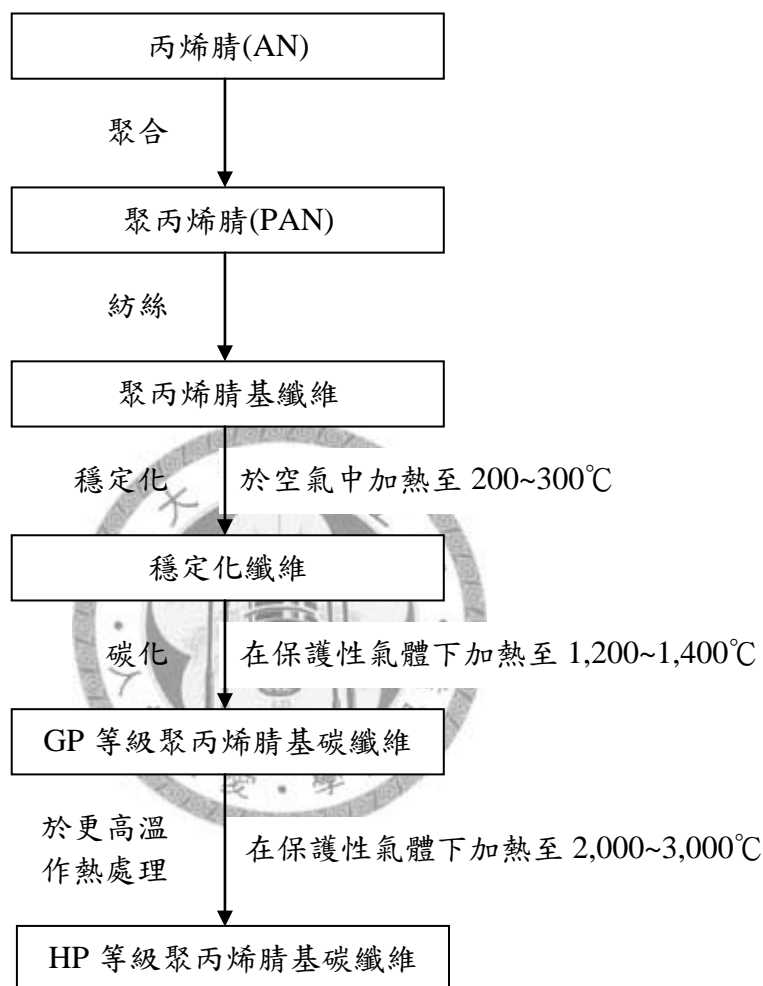 丙烯腈(AN)
聚合
聚丙烯腈(PAN)
紡絲
聚丙烯腈基纖維
穩定化
於空氣中加熱至 200~300℃
穩定化纖維
碳化
在保護性氣體下加熱至 1,200~1,400℃
GP 等級聚丙烯腈基碳纖維
於更高溫
作熱處理
在保護性氣體下加熱至 2,000~3,000℃
HP 等級聚丙烯腈基碳纖維